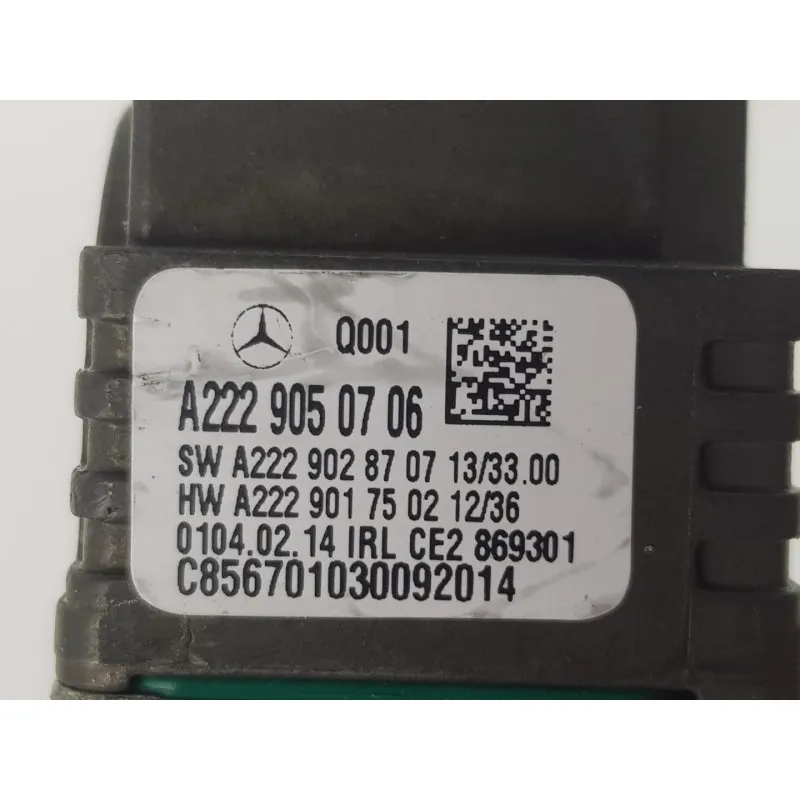 Q001
A222 905 07 06
SW A222 902 87 07 13/33.00
HW A222 901 75 02 12/36
0104.02.14 IRL CE2 869301
C856701030092014